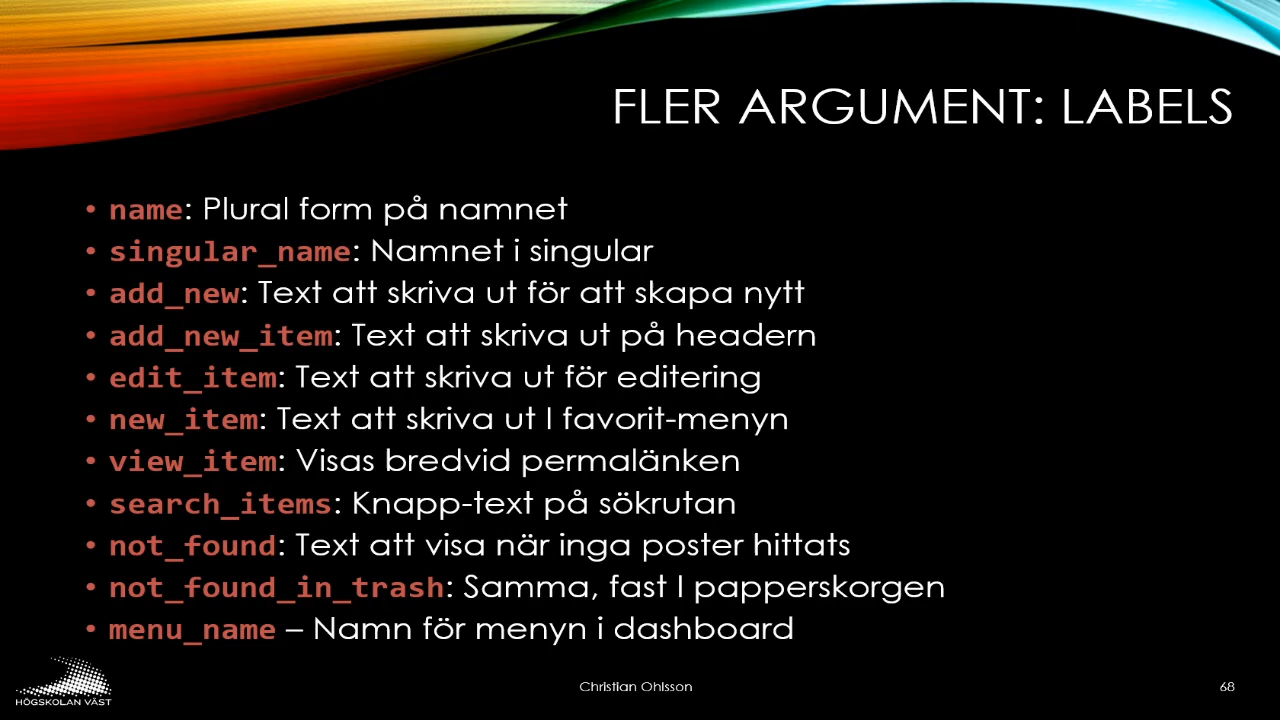 FLER ARGUMENT: LABELS
• name: Plural form på namnet
• singular_name: Namnet i singular
• add_new: Text att skriva ut för att skapa nytt
• add_new_item: Text att skriva ut på headern
• edit_item: Text att skriva ut för editering
• new_item: Text att skriva ut I favorit-menyn
• view_item: Visas bredvid permalänken
• search_items: Knapp-text på sökrutan
• not_found: Text att visa när inga poster hittats
• not_found_in_trash: Samma, fast I papperskorgen
• menu_name – Namn för menyn i dashboard
HÖGSKOLAN VÄST
Christian Ohlsson
68